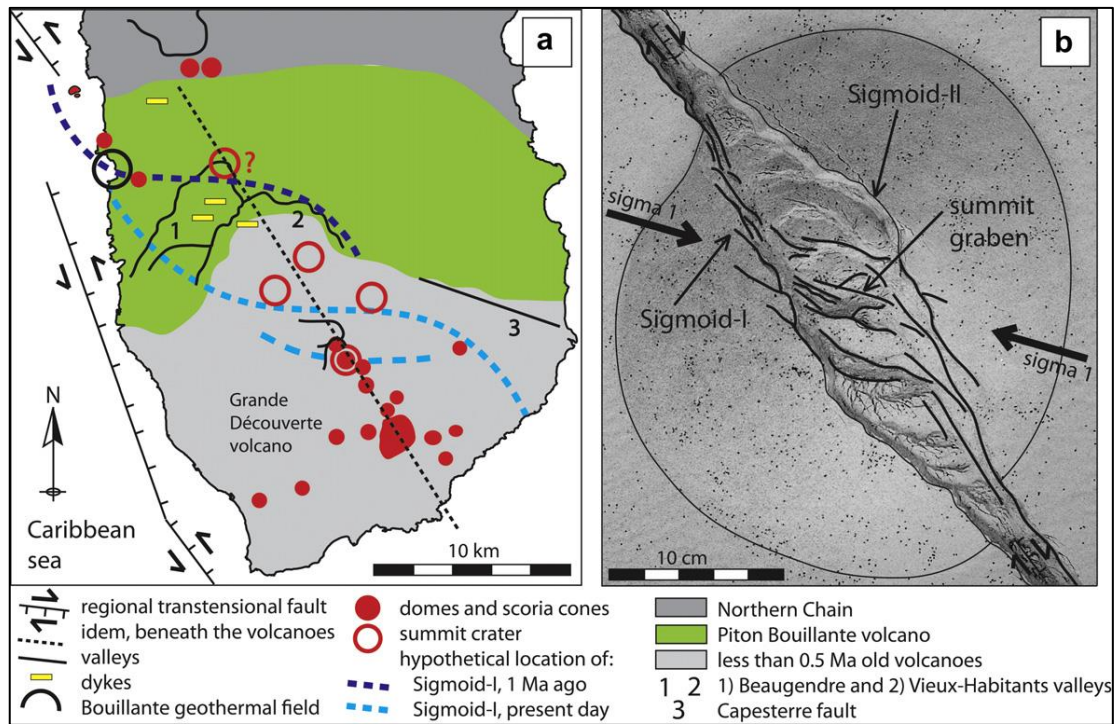 a
?
1
2
3
N
Grande
Découverte
volcano
Caribbean
sea
10 km
b
Sigmoid-II
sigma 1
summit
graben
Sigmoid-I
sigma 1
10 cm
regional transtensional fault
idem, beneath the volcanoes
valleys
dykes
Bouillante geothermal field
domes and scoria cones
summit crater
hypothetical location of:
Sigmoid-I, 1 Ma ago
Sigmoid-I, present day
Northern Chain
Piton Bouillante volcano
less than 0.5 Ma old volcanoes
1 2 1) Beaugendre and 2) Vieux-Habitants valleys
3 Capesterre fault